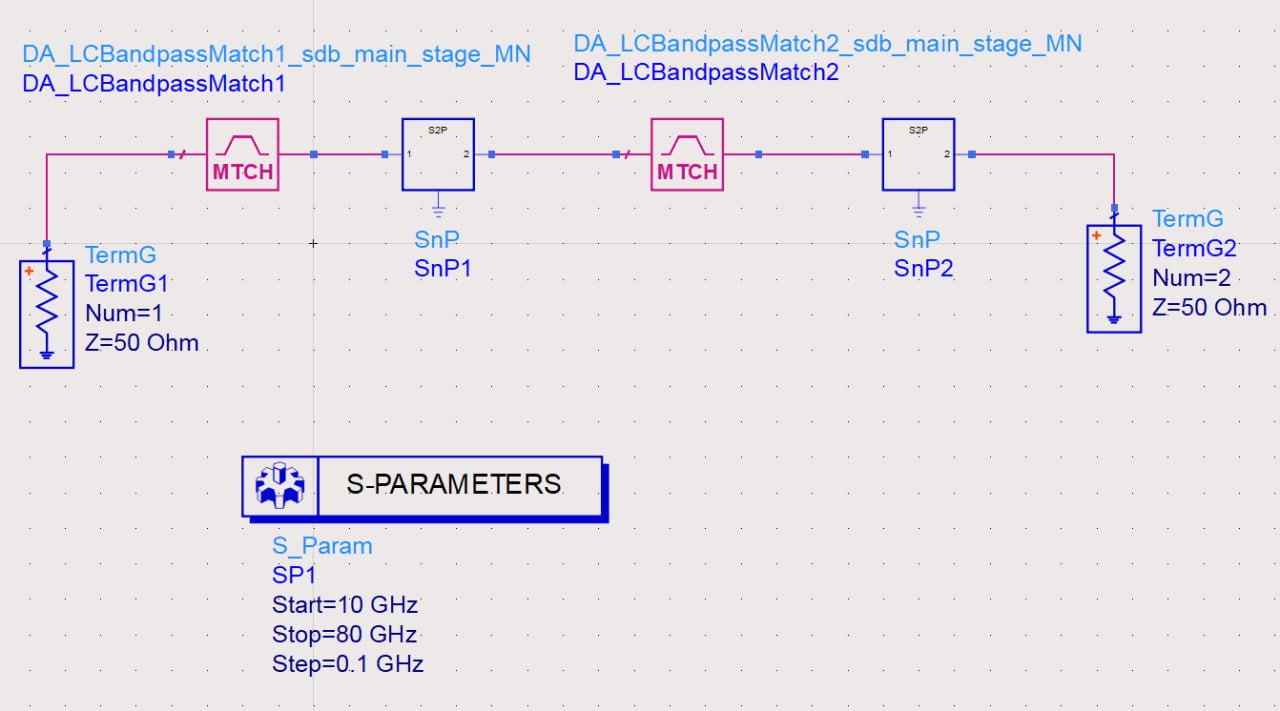 DA_LCBandpassMatch1_sdb_main_stage_MN
DA_LCBandpassMatch1
DA_LCBandpassMatch2_sdb_main_stage_MN
DA_LCBandpassMatch2
MTCH
S2P
1
2
SnP
SnP1
MTCH
S2P
1
2
SnP
SnP2
+
TermG
TermG1
Num=1
Z=50 Ohm
+
TermG
TermG2
Num=2
Z=50 Ohm
S-PARAMETERS
S_Param
SP1
Start=10 GHz
Stop=80 GHz
Step=0.1 GHz